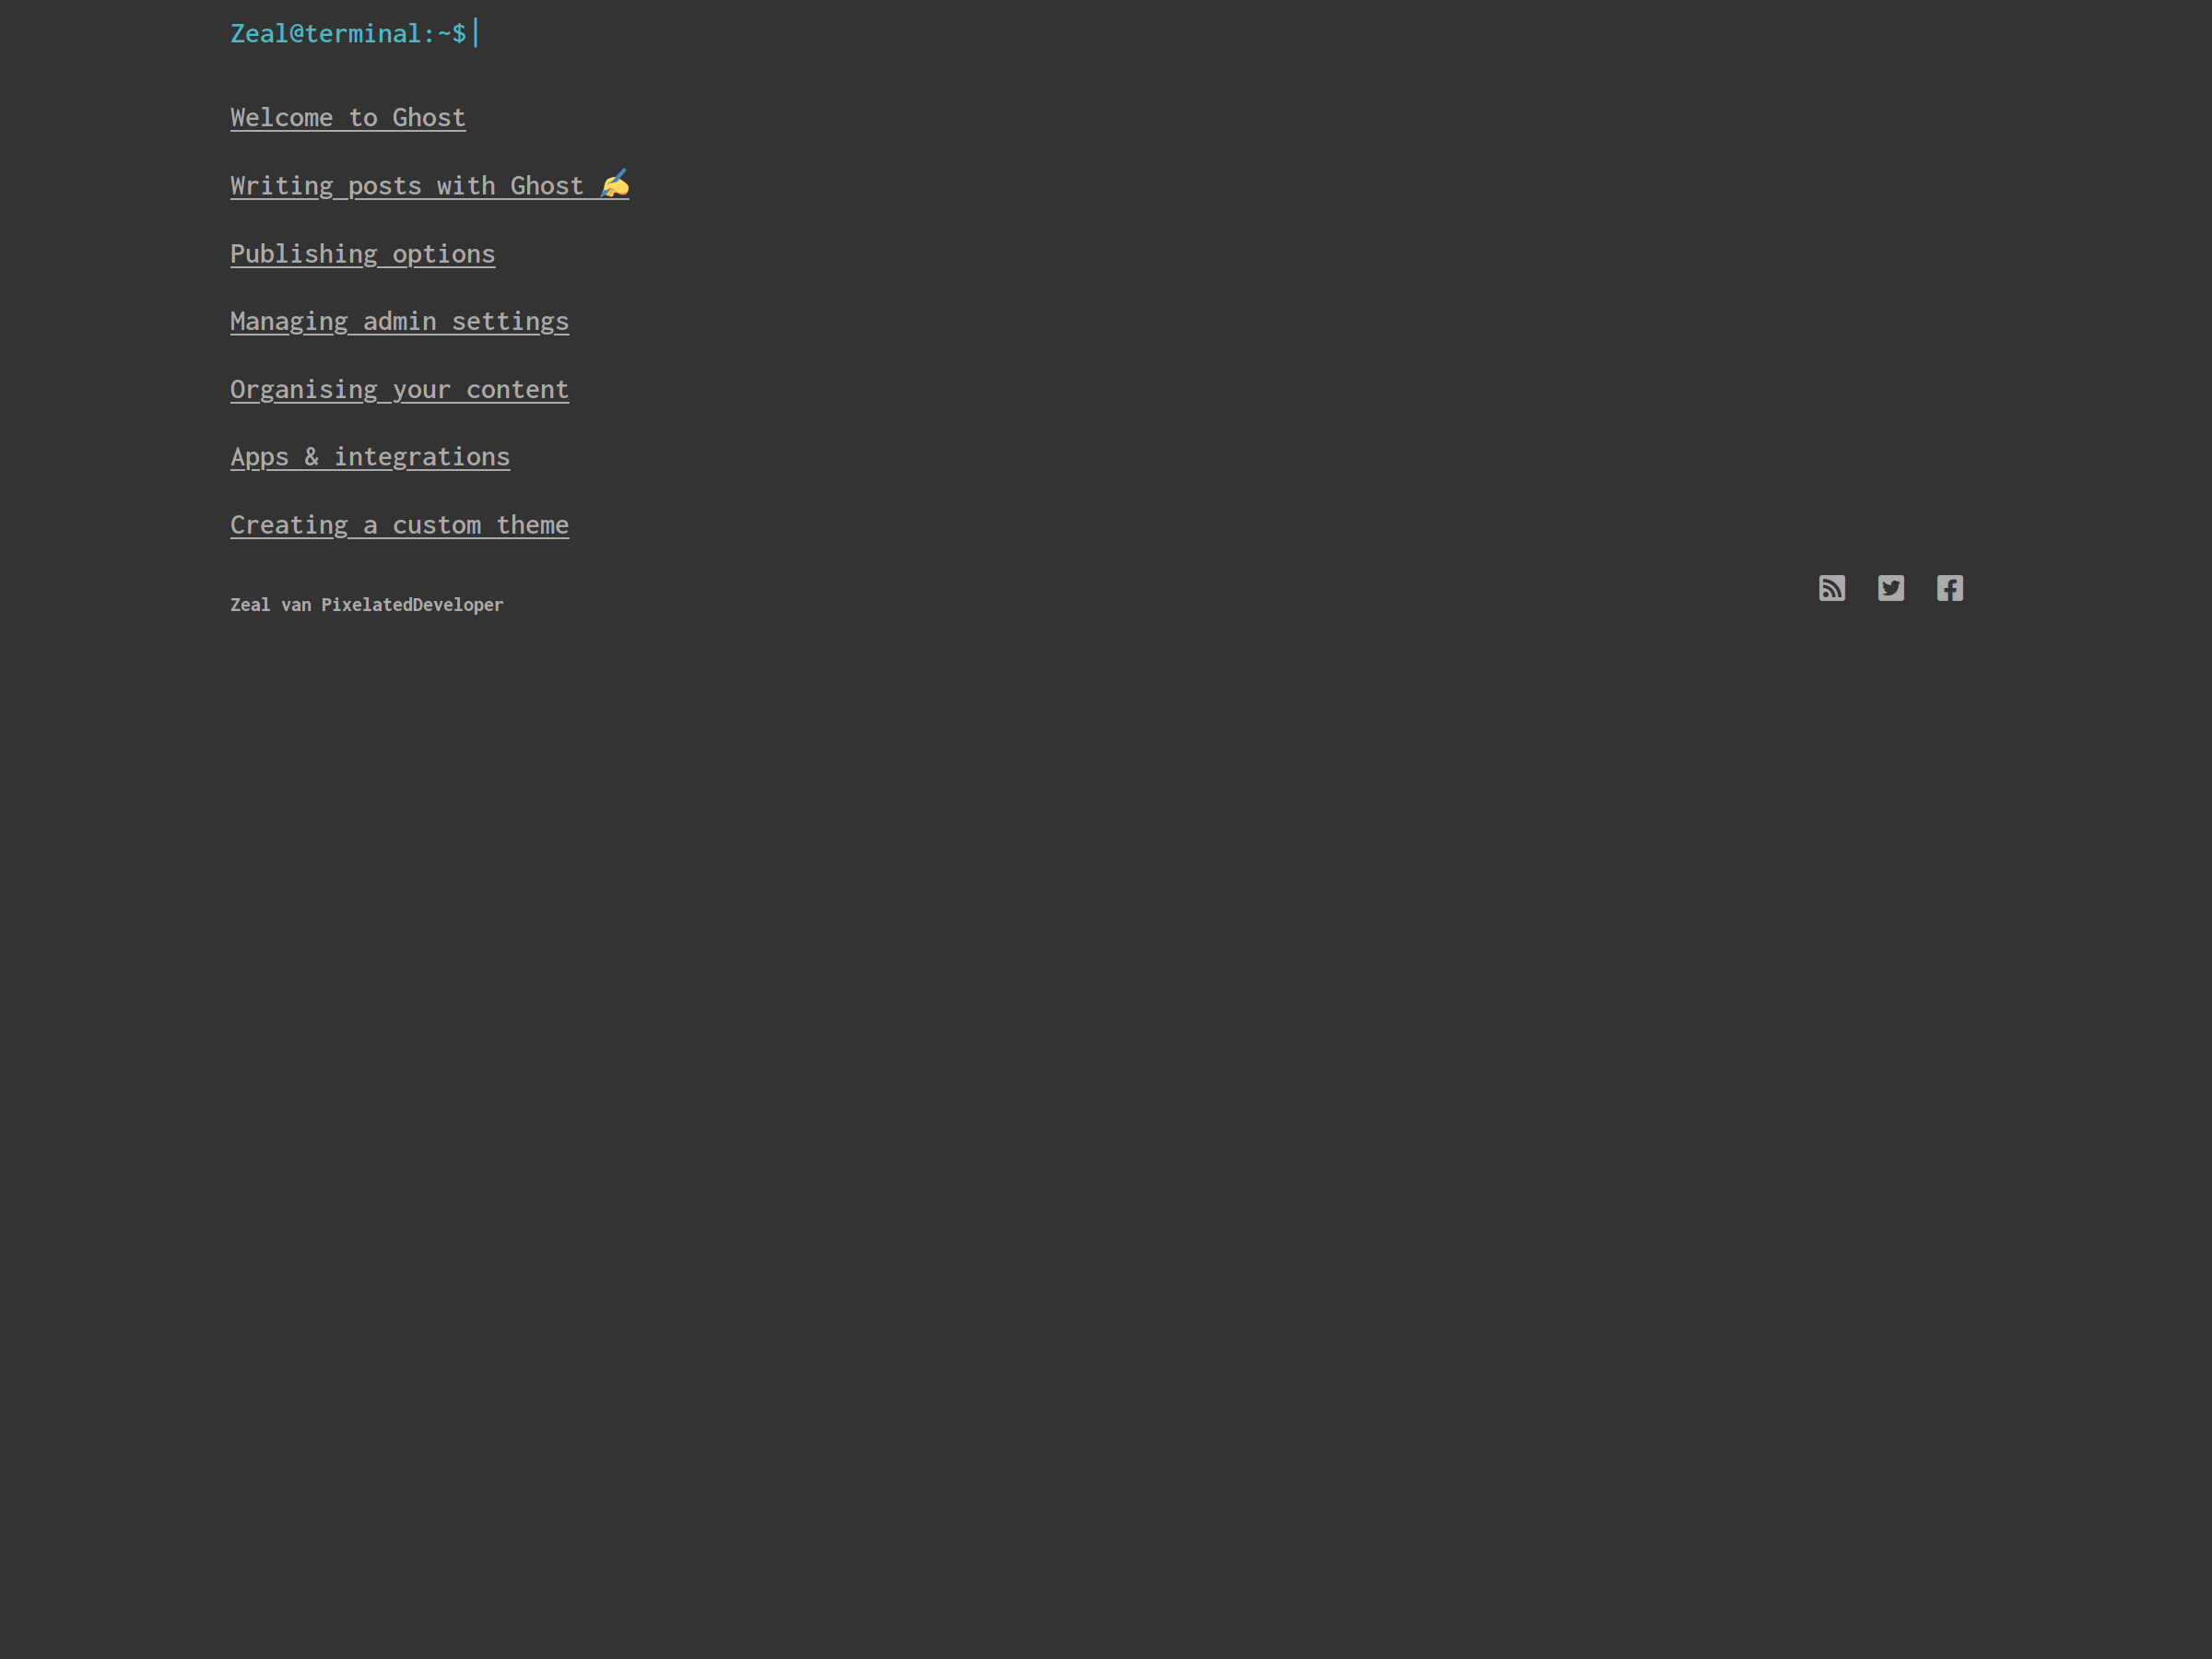 Zeal@terminal:~$
Welcome to Ghost
Writing posts with Ghost ✍️
Publishing options
Managing admin settings
Organising your content
Apps & integrations
Creating a custom theme
Zeal van PixelatedDeveloper